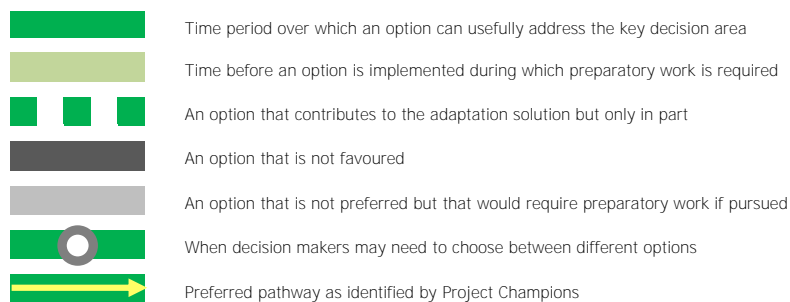 Time period over which an option can usefully address the key decision area
Time before an option is implemented during which preparatory work is required
An option that contributes to the adaptation solution but only in part
An option that is not favoured
An option that is not preferred but that would require preparatory work if pursued
When decision makers may need to choose between different options
Preferred pathway as identified by Project Champions